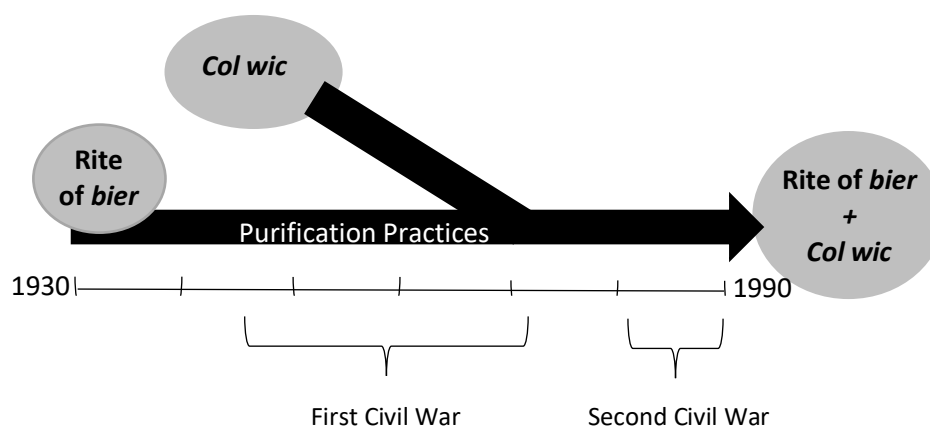 Col wic
Rite
of bier
Purification Practices
Rite of bier
+
Col wic
1930
1990
First Civil War
Second Civil War